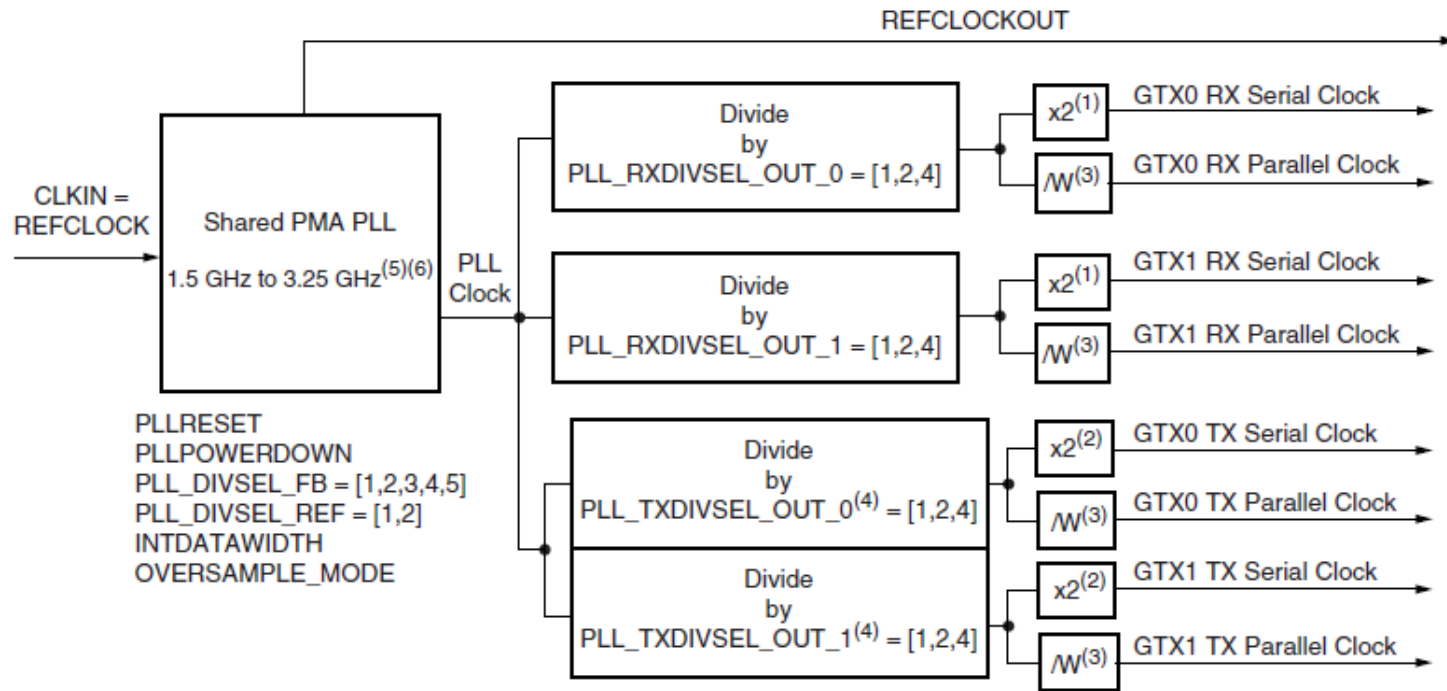 REFCLOCKOUT
CLKIN =
REFCLOCK
Shared PMA PLL
1.5 GHz to 3.25 GHz(5)(6)
PLL
Clock
PLLRESET
PLLPOWERDOWN
PLL_DIVSEL_FB = [1,2,3,4,5]
PLL_DIVSEL_REF = [1,2]
INTDATAWIDTH
OVERSAMPLE_MODE
Divide
by
PLL_RXDIVSEL_OUT_0 = [1,2,4]
x2(1)
GTX0 RX Serial Clock
/W(3)
GTX0 RX Parallel Clock
Divide
by
PLL_RXDIVSEL_OUT_1 = [1,2,4]
x2(1)
GTX1 RX Serial Clock
/W(3)
GTX1 RX Parallel Clock
Divide
by
PLL_TXDIVSEL_OUT_0(4) = [1,2,4]
x2(2)
GTX0 TX Serial Clock
/W(3)
GTX0 TX Parallel Clock
Divide
by
PLL_TXDIVSEL_OUT_1(4) = [1,2,4]
x2(2)
GTX1 TX Serial Clock
/W(3)
GTX1 TX Parallel Clock